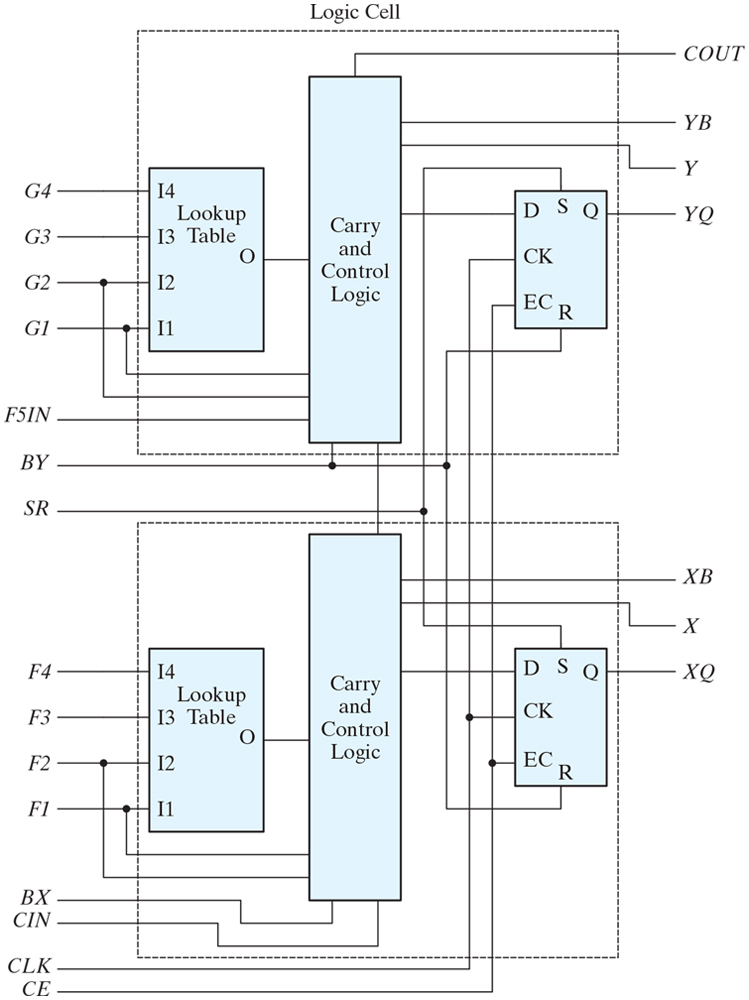 Logic Cell
COUT
YB
Y
G4
I4
Lookup
Table
G3
I3
O
G2
I2
G1
I1
Carry
and
Control
Logic
D
S
Q
YQ
CK
EC
R
F5IN
BY
SR
XB
X
F4
I4
Lookup
Table
F3
I3
O
F2
I2
F1
I1
Carry
and
Control
Logic
D
S
Q
XQ
CK
EC
R
BX
CIN
CLK
CE